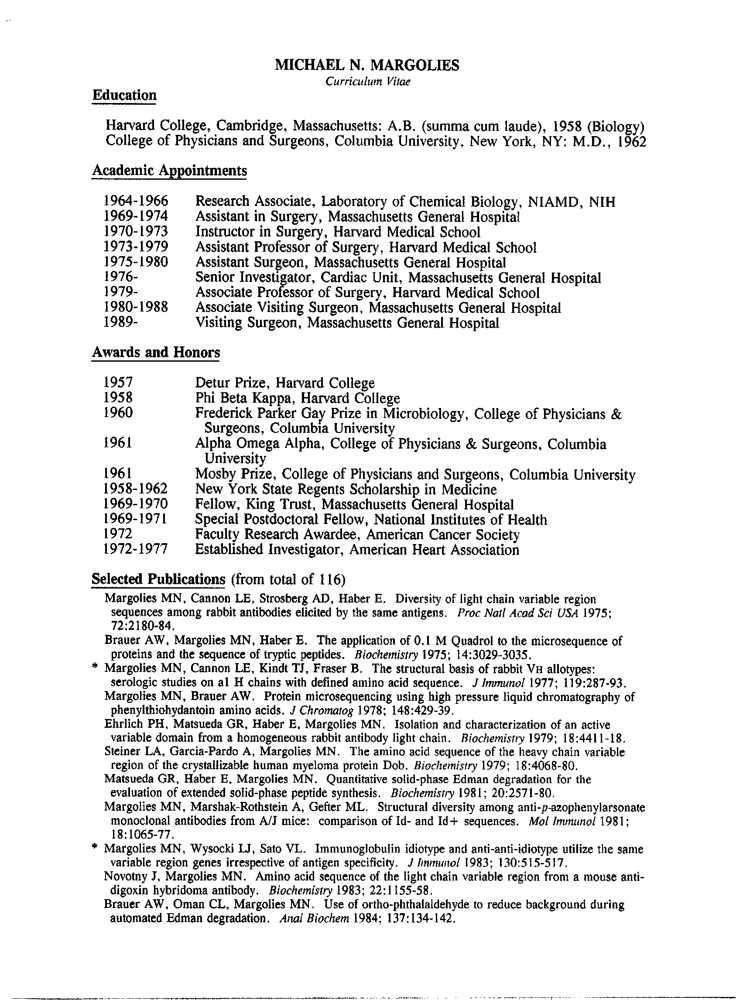 MICHAEL N. MARGOLIES
Curriculum Vitae
Education
Harvard College, Cambridge, Massachusetts: A.B. (summa cum laude), 1958 (Biology)
College of Physicians and Surgeons, Columbia University, New York, NY: M.D., 1962
Academic Appointments
1964-1966 Research Associate, Laboratory of Chemical Biology, NIAMD, NIH
1969-1974 Assistant in Surgery, Massachusetts General Hospital
1970-1973 Instructor in Surgery, Harvard Medical School
1973-1979 Assistant Professor of Surgery, Harvard Medical School
1975-1980 Assistant Surgeon, Massachusetts General Hospital
1976- Senior Investigator, Cardiac Unit, Massachusetts General Hospital
1979- Associate Professor of Surgery, Harvard Medical School
1980-1988 Associate Visiting Surgeon, Massachusetts General Hospital
1989- Visiting Surgeon, Massachusetts General Hospital
Awards and Honors
1957 Detur Prize, Harvard College
1958 Phi Beta Kappa, Harvard College
1960 Frederick Parker Gay Prize in Microbiology, College of Physicians &
Surgeons, Columbia University
1961 Alpha Omega Alpha, College of Physicians & Surgeons, Columbia
University
1961 Mosby Prize, College of Physicians and Surgeons, Columbia University
1958-1962 New York State Regents Scholarship in Medicine
1969-1970 Fellow, King Trust, Massachusetts General Hospital
1969-1971 Special Postdoctoral Fellow, National Institutes of Health
1972 Faculty Research Awardee, American Cancer Society
1972-1977 Established Investigator, American Heart Association
Selected Publications (from total of 116)
Margolies MN, Cannon LE, Strosberg AD, Haber E. Diversity of light chain variable region
sequences among rabbit antibodies elicited by the same antigens. Proc Natl Acad Sci USA 1975;
72:2180-84.
Brauer AW, Margolies MN, Haber E. The application of 0.1 M Quadrol to the microsequence of
proteins and the sequence of tryptic peptides. Biochemistry 1975; 14:3029-3035.
* Margolies MN, Cannon LE, Kindt TJ, Fraser B. The structural basis of rabbit VH allotypes:
serologic studies on a1 H chains with defined amino acid sequence. J Immunol 1977; 119:287-93.
Margolies MN, Brauer AW. Protein microsequencing using high pressure liquid chromatography of
phenylthiohydantoin amino acids. J Chromatog 1978; 148:429-39.
Ehrlich PH, Matsueda GR, Haber E, Margolies MN. Isolation and characterization of an active
variable domain from a homogeneous rabbit antibody light chain. Biochemistry 1979; 18:4411-18.
Steiner LA, Garcia-Pardo A, Margolies MN. The amino acid sequence of the heavy chain variable
region of the crystallizable human myeloma protein Dob. Biochemistry 1979; 18:4068-80.
Matsueda GR, Haber E, Margolies MN. Quantitative solid-phase Edman degradation for the
evaluation of extended solid-phase peptide synthesis. Biochemistry 1981; 20:2571-80.
Margolies MN, Marshak-Rothstein A, Gefter ML. Structural diversity among anti-p-azophenylarsonate
monoclonal antibodies from A/J mice: comparison of Id- and Id+ sequences. Mol Immunol 1981;
18:1065-77.
* Margolies MN, Wysocki LJ, Sato VL. Immunoglobulin idiotype and anti-anti-idiotype utilize the same
variable region genes irrespective of antigen specificity. J Immunol 1983; 130:515-517.
Novotny J, Margolies MN. Amino acid sequence of the light chain variable region from a mouse anti-
digoxin hybridoma antibody. Biochemistry 1983; 22:1155-58.
Brauer AW, Oman CL, Margolies MN. Use of ortho-phthalaldehyde to reduce background during
automated Edman degradation. Anal Biochem 1984; 137:134-142.